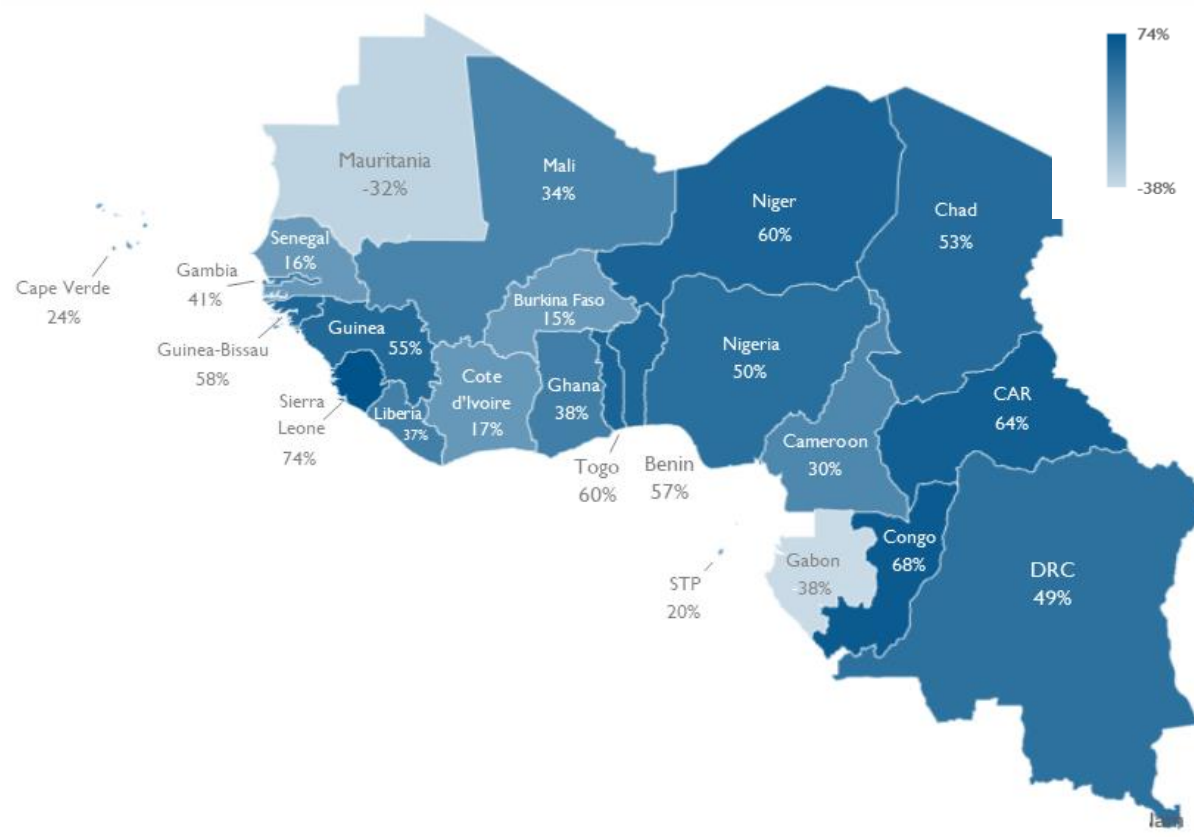 74%
-38%
Mauritania
-32%
Mali
34%
Niger
60%
Chad
53%
Senegal
16%
Gambia
41%
Cape Verde
24%
Burkina Faso
15%
Guinea
55%
Guinea-Bissau
58%
Nigeria
50%
Cote
d'Ivoire
17%
Ghana
38%
Sierra
Leone
74%
Liberia
37%
CAR
64%
Cameroon
30%
Togo
60%
Benin
57%
Congo
68%
Gabon
-38%
STP
20%
DRC
49%